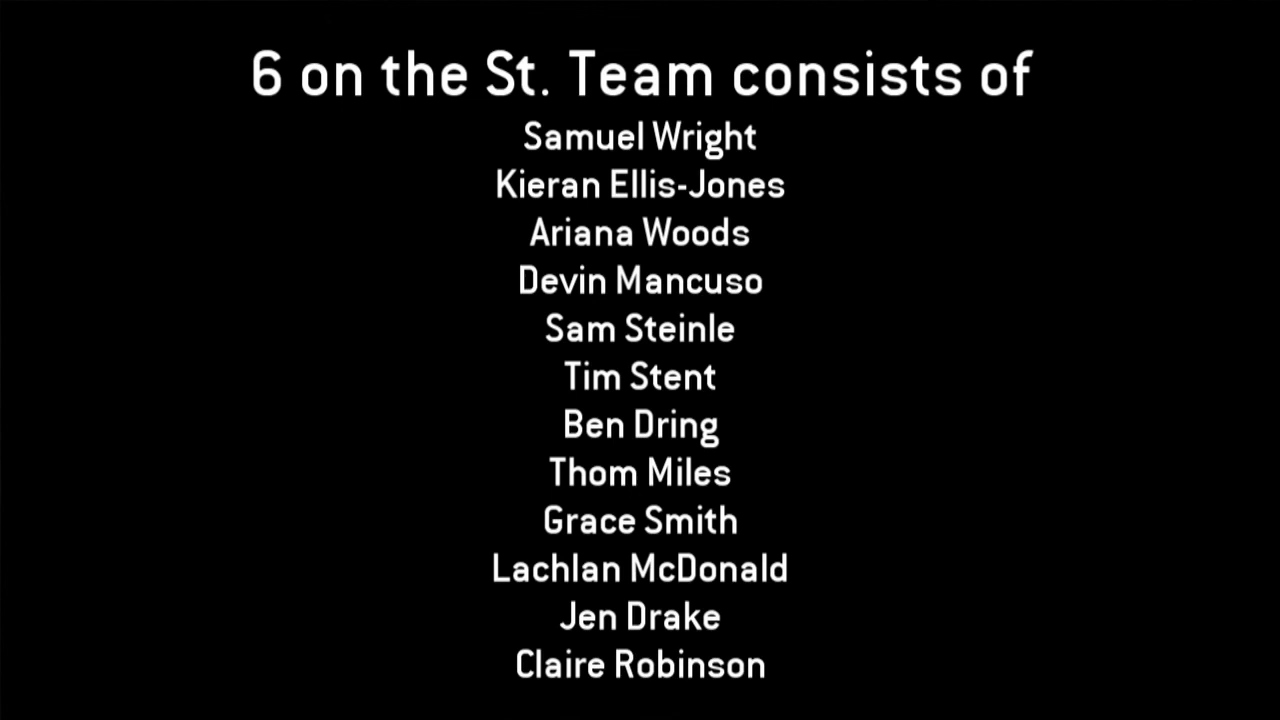 6 on the St. Team consists of
Samuel Wright
Kieran Ellis-Jones
Ariana Woods
Devin Mancuso
Sam Steinle
Tim Stent
Ben Dring
Thom Miles
Grace Smith
Lachlan McDonald
Jen Drake
Claire Robinson